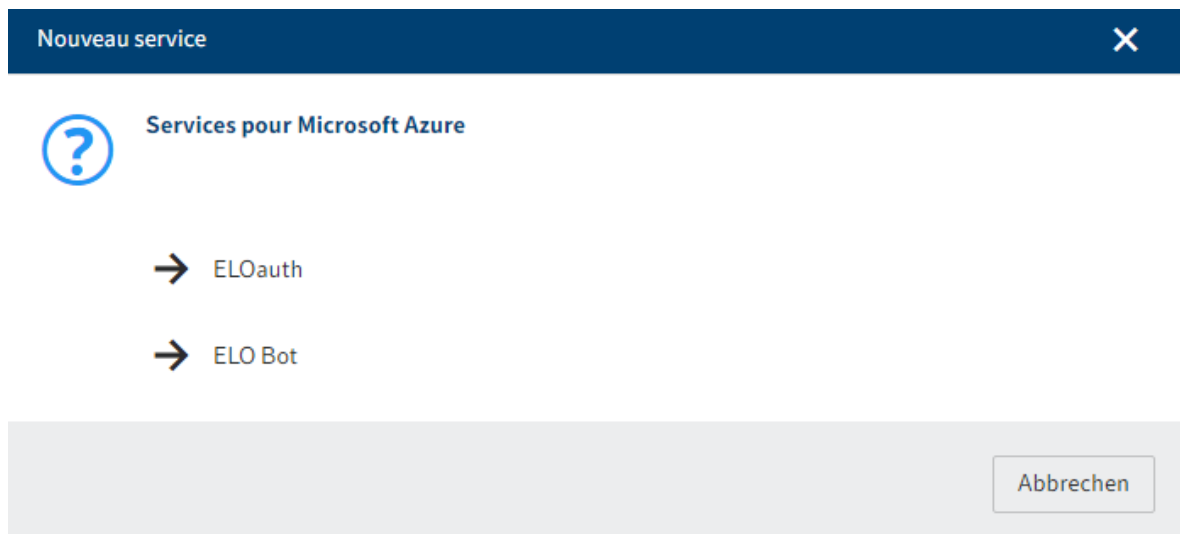 Nouveau service
Services pour Microsoft Azure
ELOauth
ELO Bot
Abbrechen